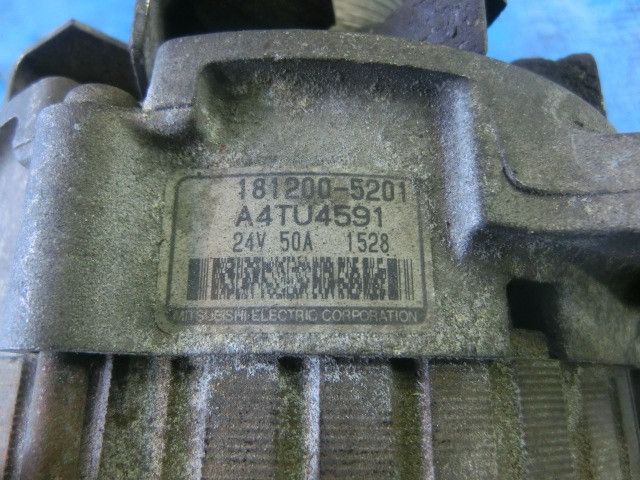 181200-5201
A4TU4591
24V 50A 1528
MITSUBISHI ELECTRIC CORPORATION